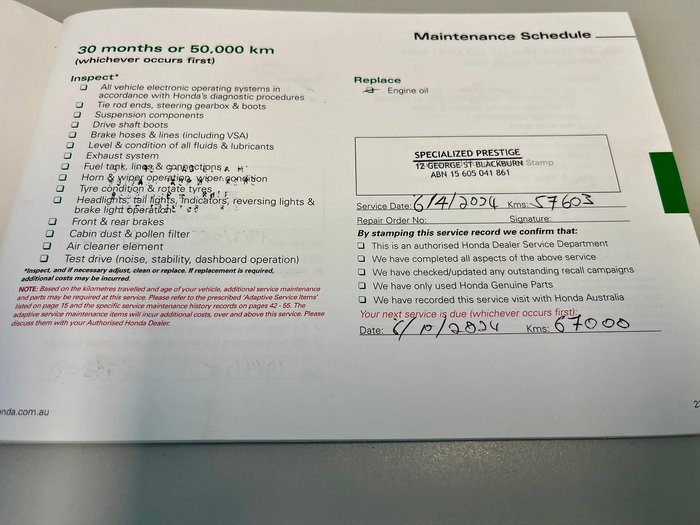 Maintenance Schedule
30 months or 50,000 km
(whichever occurs first)
Inspect*
All vehicle electronic operating systems in
accordance with Honda's diagnostic procedures
Tie rod ends, steering gearbox & boots
Suspension components
Drive shaft boots
Brake hoses & lines (including VSA)
Level & condition of all fluids & lubricants
Exhaust system
Fuel tank, lines & connections
Horn & wiper operation, wiper condition
Tyre condition & rotate tyres
Headlights, tail lights, indicators, reversing lights &
brake light operation
Front & rear brakes
Cabin dust & pollen filter
Air cleaner element
Test drive (noise, stability, dashboard operation)
*Inspect, and if necessary adjust, clean or replace. If replacement is required,
additional costs may be incurred.
NOTE: Based on the kilometres travelled and age of your vehicle, additional service maintenance
and parts may be required at this service. Please refer to the prescribed 'Adaptive Service Items'
listed on page 15 and the specific service maintenance history records on pages 42 - 55. The
adaptive service maintenance items will incur additional costs, over and above this service. Please
discuss them with your Authorised Honda Dealer.
nda.com.au
Replace
Engine oil
SPECIALIZED PRESTIGE
12 GEORGE ST BLACKBURN Stamp
ABN 15 605 041 861
Service Date: 6/4/2024 Kms: 57603
Repair Order No: Signature:
By stamping this service record we confirm that:
This is an authorised Honda Dealer Service Department
We have completed all aspects of the above service
We have checked/updated any outstanding recall campaigns
We have only used Honda Genuine Parts
We have recorded this service visit with Honda Australia
Your next service is due (whichever occurs first):
Date: 6/10/2024 Kms: 67000